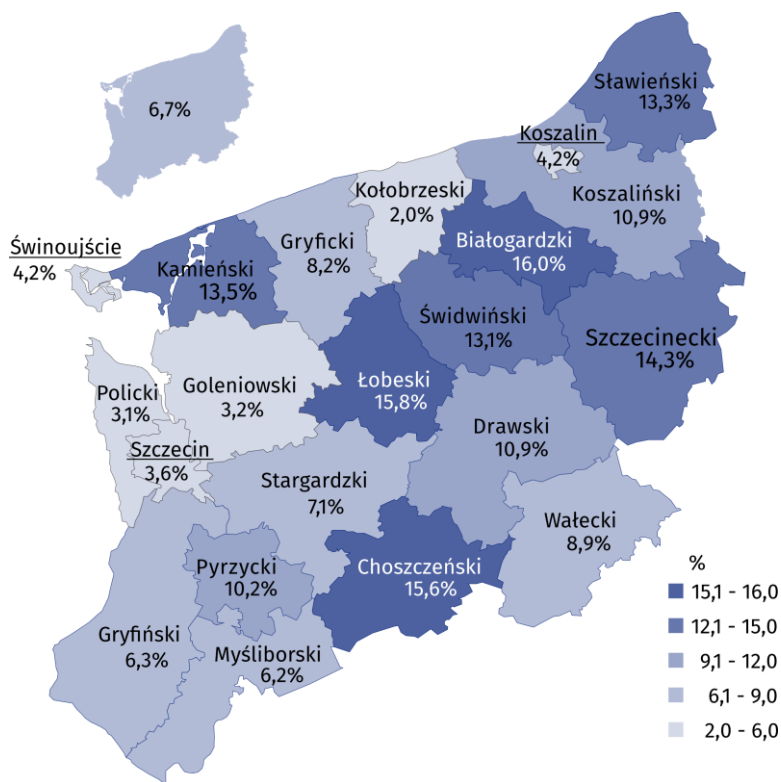 6,7%
Sławieński
13,3%
Koszalin
4,2%
Koszaliński
10,9%
Kołobrzeski
2,0%
Białogardzki
16,0%
Gryficki
8,2%
Świnoujście
4,2%
Kamieński
13,5%
Świdwiński
13,1%
Szczecinecki
14,3%
Łobeski
15,8%
Goleniowski
3,2%
Policki
3,1%
Szczecin
3,6%
Drawski
10,9%
Stargardzki
7,1%
Wałecki
8,9%
Choszczeński
15,6%
Pyrzycki
10,2%
Gryfiński
6,3%
Myśliborski
6,2%
%
15,1 - 16,0
12,1 - 15,0
9,1 - 12,0
6,1 - 9,0
2,0 - 6,0